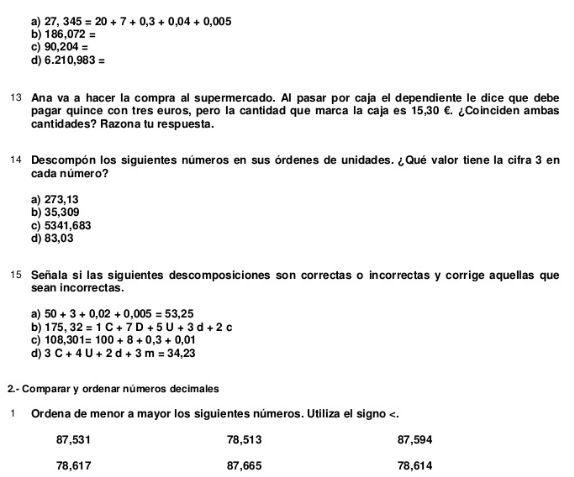 a) 27, 345 = 20 + 7 + 0,3 + 0,04 + 0,005
b) 186,072 =
c) 90,204 =
d) 6.210,983 =
13 Ana va a hacer la compra al supermercado. Al pasar por caja el dependiente le dice que debe
pagar quince con tres euros, pero la cantidad que marca la caja es 15,30 €. ¿Coinciden ambas
cantidades? Razona tu respuesta.
14 Descompón los siguientes números en sus órdenes de unidades. ¿Qué valor tiene la cifra 3 en
cada número?
a) 273,13
b) 35,309
c) 5341,683
d) 83,03
15 Señala si las siguientes descomposiciones son correctas o incorrectas y corrige aquellas que
sean incorrectas.
a) 50 + 3 + 0,02 + 0,005 = 53,25
b) 175, 32 = 1 C + 7 D + 5 U + 3 d + 2 c
c) 108,301= 100 + 8 + 0,3 + 0,01
d) 3 C + 4 U + 2 d + 3 m = 34,23
2.- Comparar y ordenar números decimales
1 Ordena de menor a mayor los siguientes números. Utiliza el signo <.
87,531 78,513 87,594
78,617 87,665 78,614